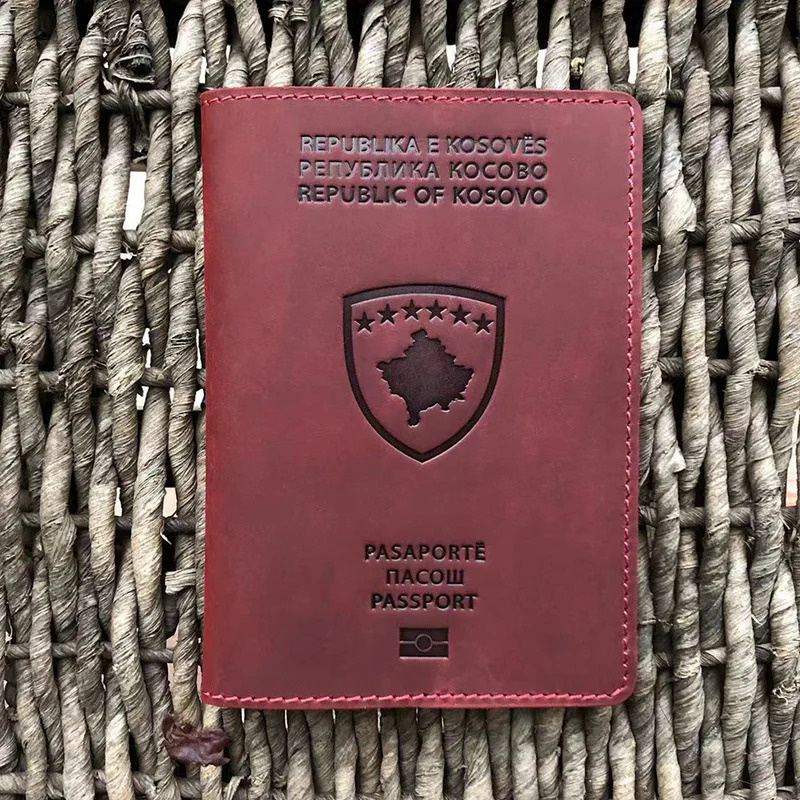 REPUBLIKA E KOSOVËS
РЕПУБЛИКА КОСОВО
REPUBLIC OF KOSOVO
PASAPORTË
ПАСОШ
PASSPORT